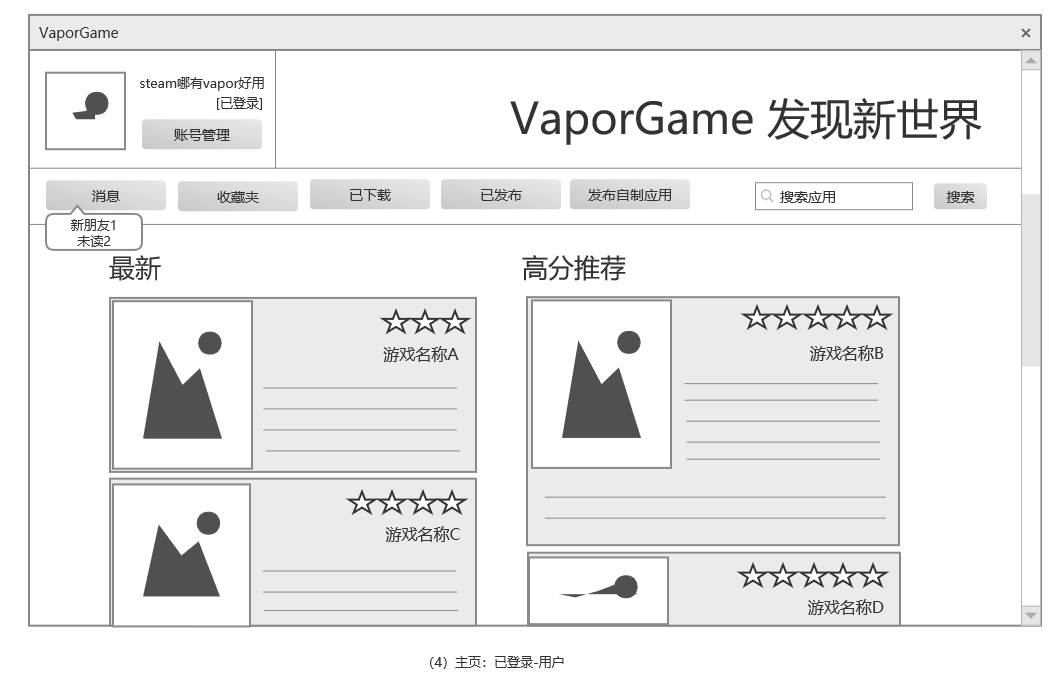 VaporGame
steam哪有vapor好用
[已登录]
账号管理
VaporGame 发现新世界
消息
收藏夹
已下载
已发布
发布自制应用
搜索应用
搜索
新朋友1
未读2
最新
高分推荐
游戏名称A
游戏名称B
游戏名称C
游戏名称D
（4）主页：已登录-用户